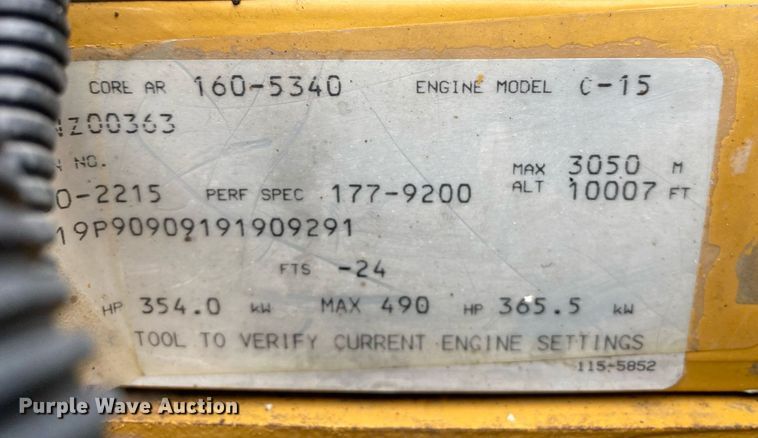 CORE AR 160-5340 ENGINE MODEL C-15
NZ00363
NO.
0-2215 PERF SPEC 177-9200 MAX ALT 3050 M 10007 FT
19P90909191909291
FTS -24
HP 354.0 kW MAX 490 HP 365.5 kW
TOOL TO VERIFY CURRENT ENGINE SETTINGS
115-5852
Purple Wave Auction